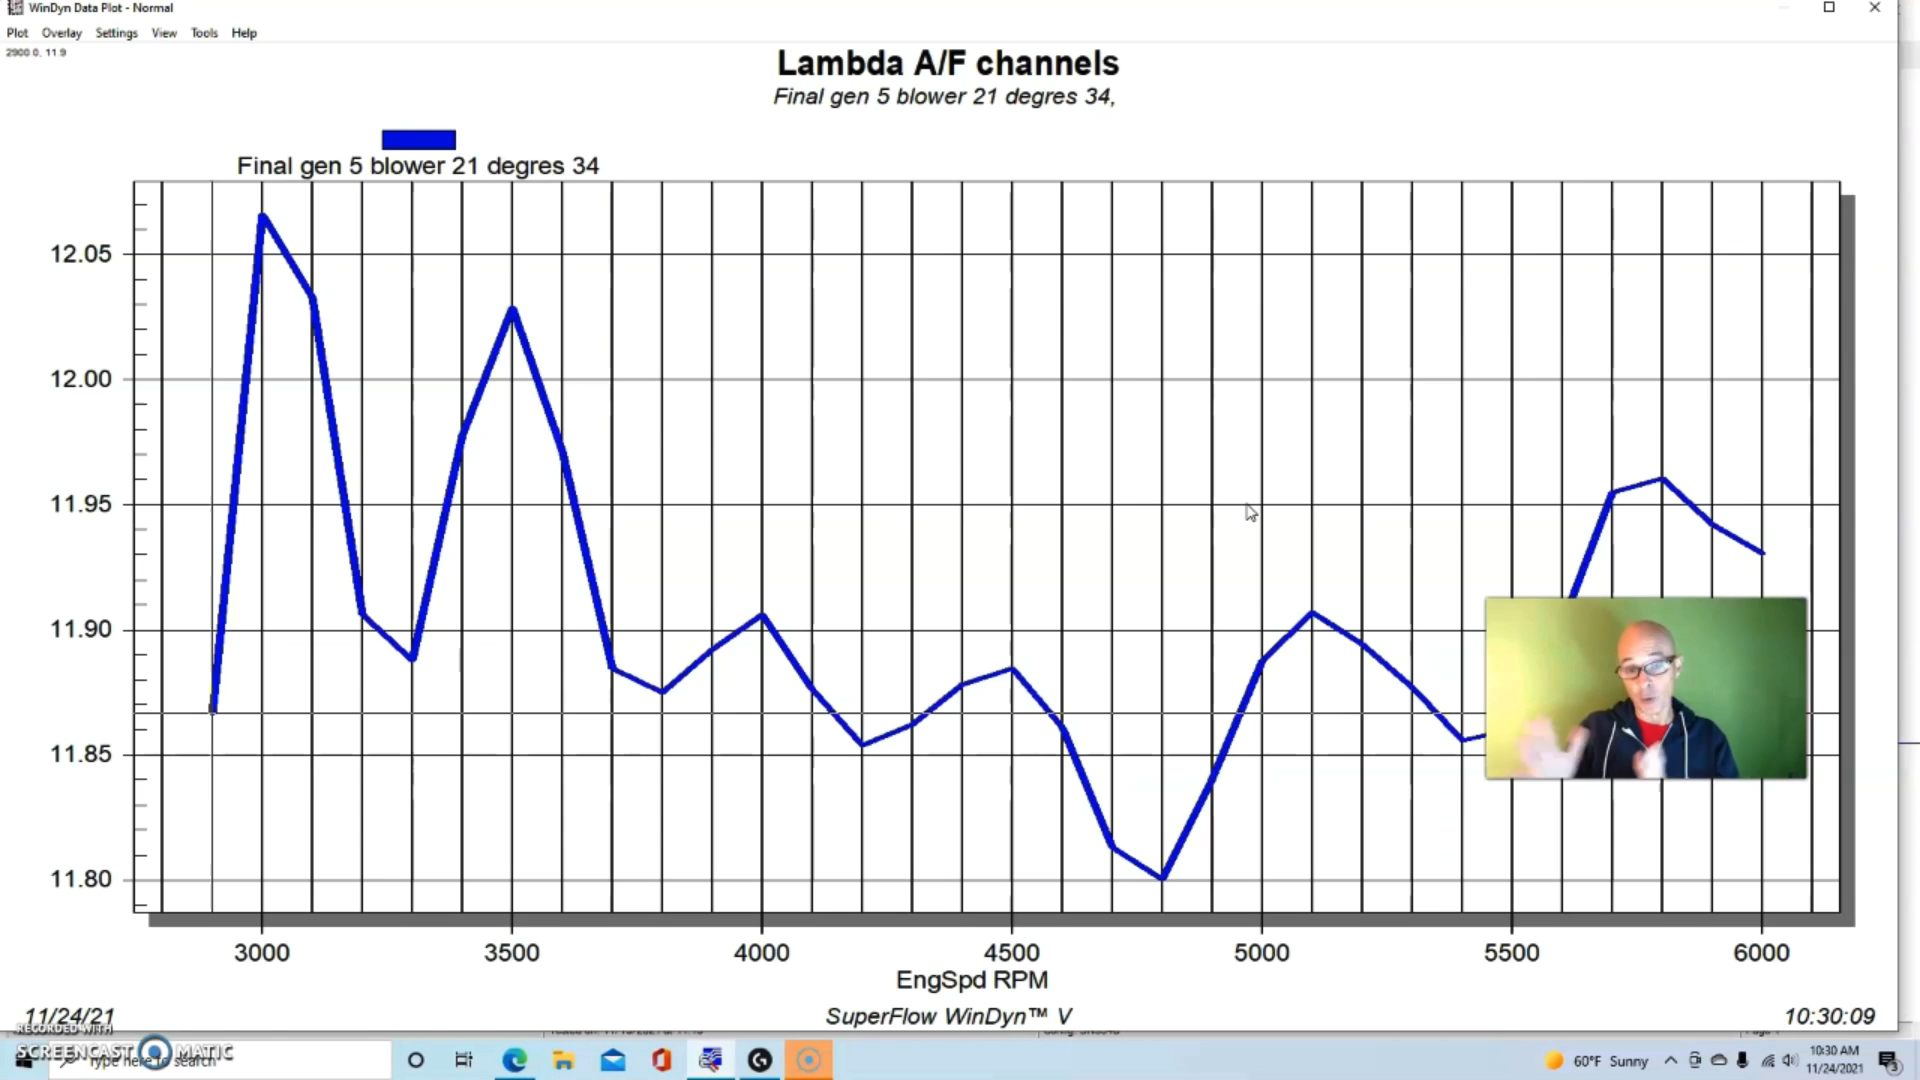 WinDyn Data Plot - Normal
Plot Overlay Settings View Tools Help
2900.0, 11.9
Lambda A/F channels
Final gen 5 blower 21 degres 34,
Final gen 5 blower 21 degres 34
12.05
12.00
11.95
11.90
11.85
11.80
3000 3500 4000 4500 5000 5500 6000
EngSpd RPM
11/24/21 SuperFlow WinDyn™ V 10:30:09
RECORDED WITH
SCREENCAST MATIC
Type here to search
60°F Sunny
10:30 AM
11/24/2021
3